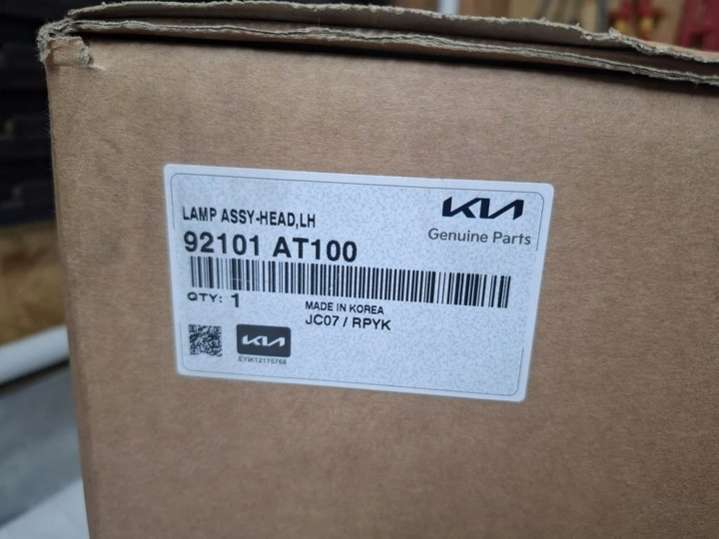 KIA
Genuine Parts
LAMP ASSY-HEAD,LH
92101 AT100
QTY: 1
MADE IN KOREA
JC07 / RPYK
KIA